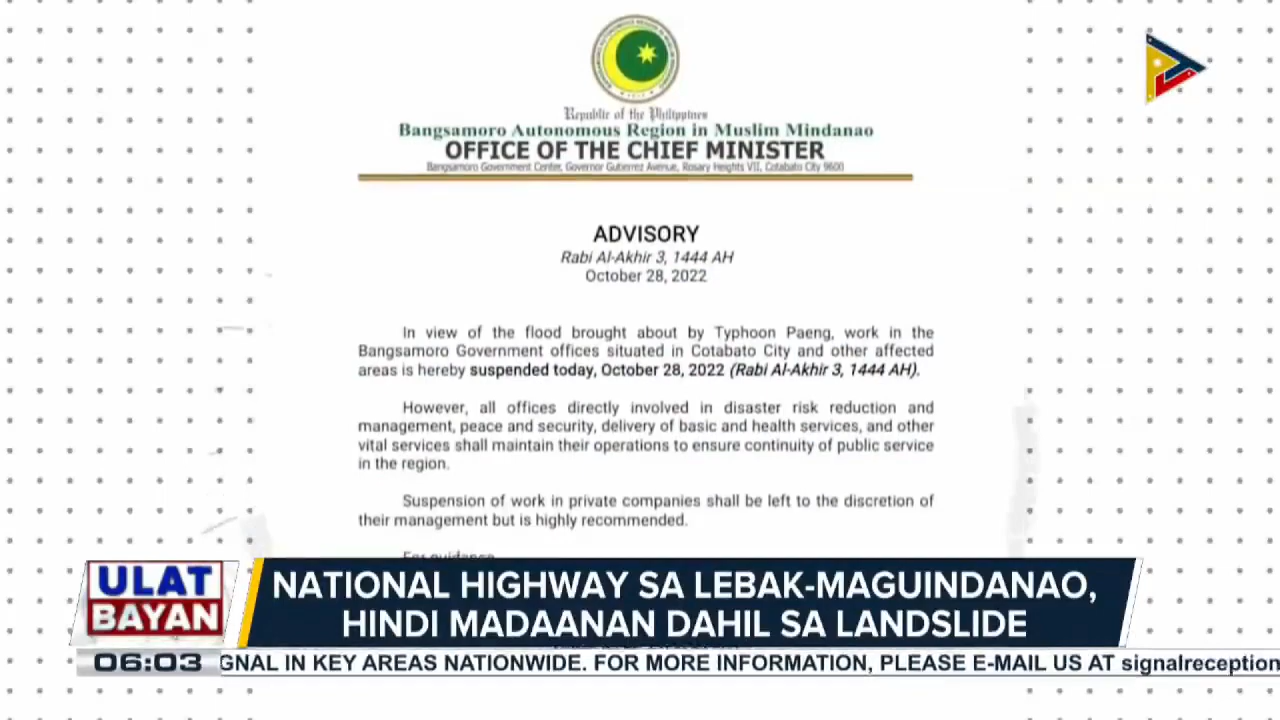 Republic of the Philippines
Bangsamoro Autonomous Region in Muslim Mindanao
OFFICE OF THE CHIEF MINISTER
Bangsamoro Government Center, Governor Gutierrez Avenue, Rosary Heights VII, Cotabato City 9600
ADVISORY
Rabi Al-Akhir 3, 1444 AH
October 28, 2022
In view of the flood brought about by Typhoon Paeng, work in the
Bangsamoro Government offices situated in Cotabato City and other affected
areas is hereby suspended today, October 28, 2022 (Rabi Al-Akhir 3, 1444 AH).
However, all offices directly involved in disaster risk reduction and
management, peace and security, delivery of basic and health services, and other
vital services shall maintain their operations to ensure continuity of public service
in the region.
Suspension of work in private companies shall be left to the discretion of
their management but is highly recommended.
For guidance
ULAT
BAYAN
NATIONAL HIGHWAY SA LEBAK-MAGUINDANAO,
HINDI MADAANAN DAHIL SA LANDSLIDE
06:03
GNAL IN KEY AREAS NATIONWIDE. FOR MORE INFORMATION, PLEASE E-MAIL US AT signalreception